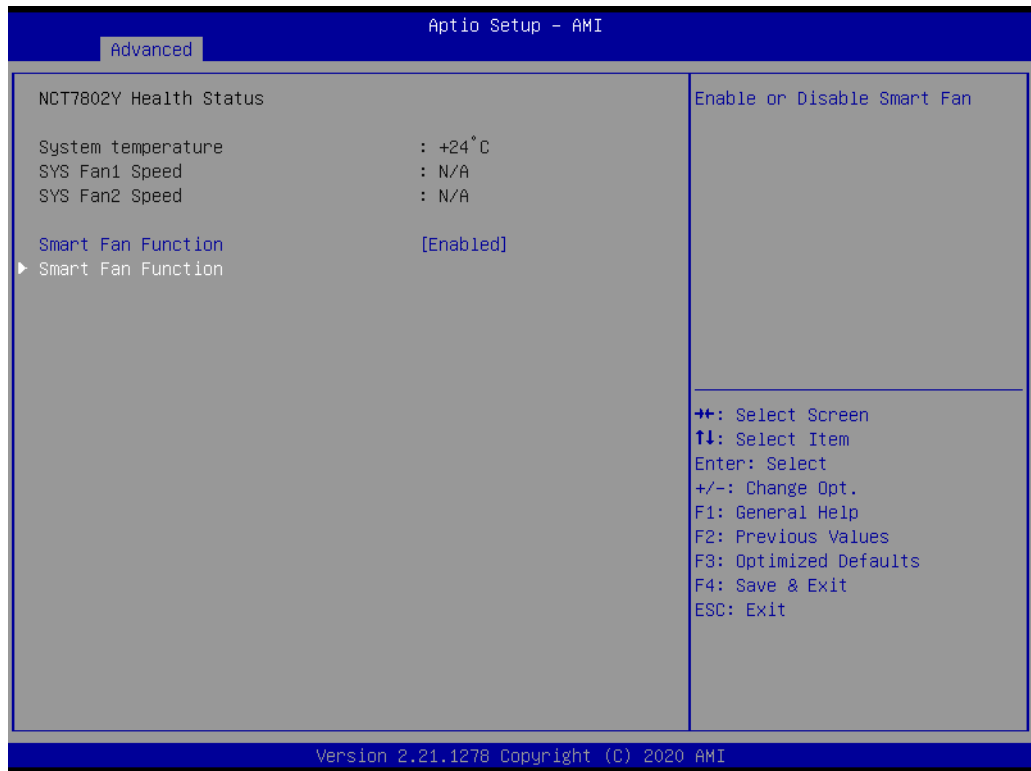 Aptio Setup – AMI
Advanced
NCT7802Y Health Status
System temperature : +24°C
SYS Fan1 Speed : N/A
SYS Fan2 Speed : N/A
Smart Fan Function [Enabled]
Smart Fan Function
Enable or Disable Smart Fan
→←: Select Screen
↑↓: Select Item
Enter: Select
+/-: Change Opt.
F1: General Help
F2: Previous Values
F3: Optimized Defaults
F4: Save & Exit
ESC: Exit
Version 2.21.1278 Copyright (C) 2020 AMI